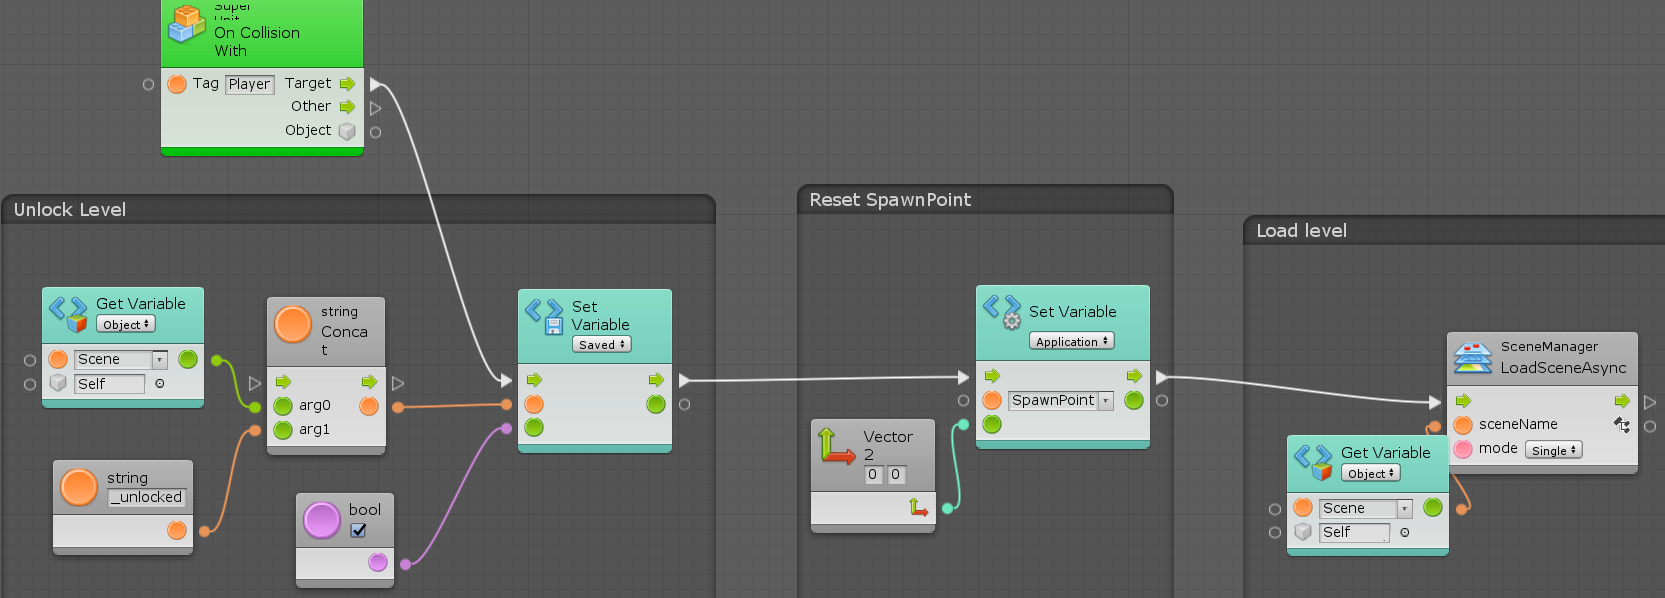 Super
Unit
On Collision
With
Tag Player Target
Other
Object
Unlock Level
Get Variable
Object
Scene
Self
string
Conca
t
arg0
arg1
string
_unlocked
bool
Set
Variable
Saved
Reset SpawnPoint
Set Variable
Application
SpawnPoint
Vector
2
0 0
Load level
SceneManager
LoadSceneAsync
sceneName
mode Single
Get Variable
Object
Scene
Self